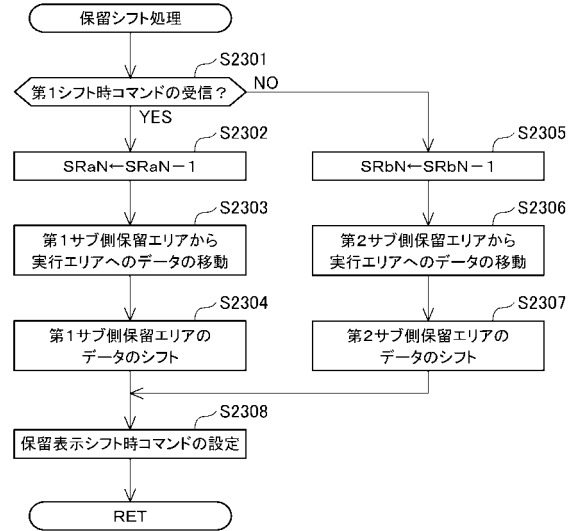 保留シフト処理
S2301
第1シフト時コマンドの受信？
NO
YES
S2302
SRaN←SRaN－1
S2305
SRbN←SRbN－1
S2303
第1サブ側保留エリアから
実行エリアへのデータの移動
S2306
第2サブ側保留エリアから
実行エリアへのデータの移動
S2304
第1サブ側保留エリアの
データのシフト
S2307
第2サブ側保留エリアの
データのシフト
S2308
保留表示シフト時コマンドの設定
RET